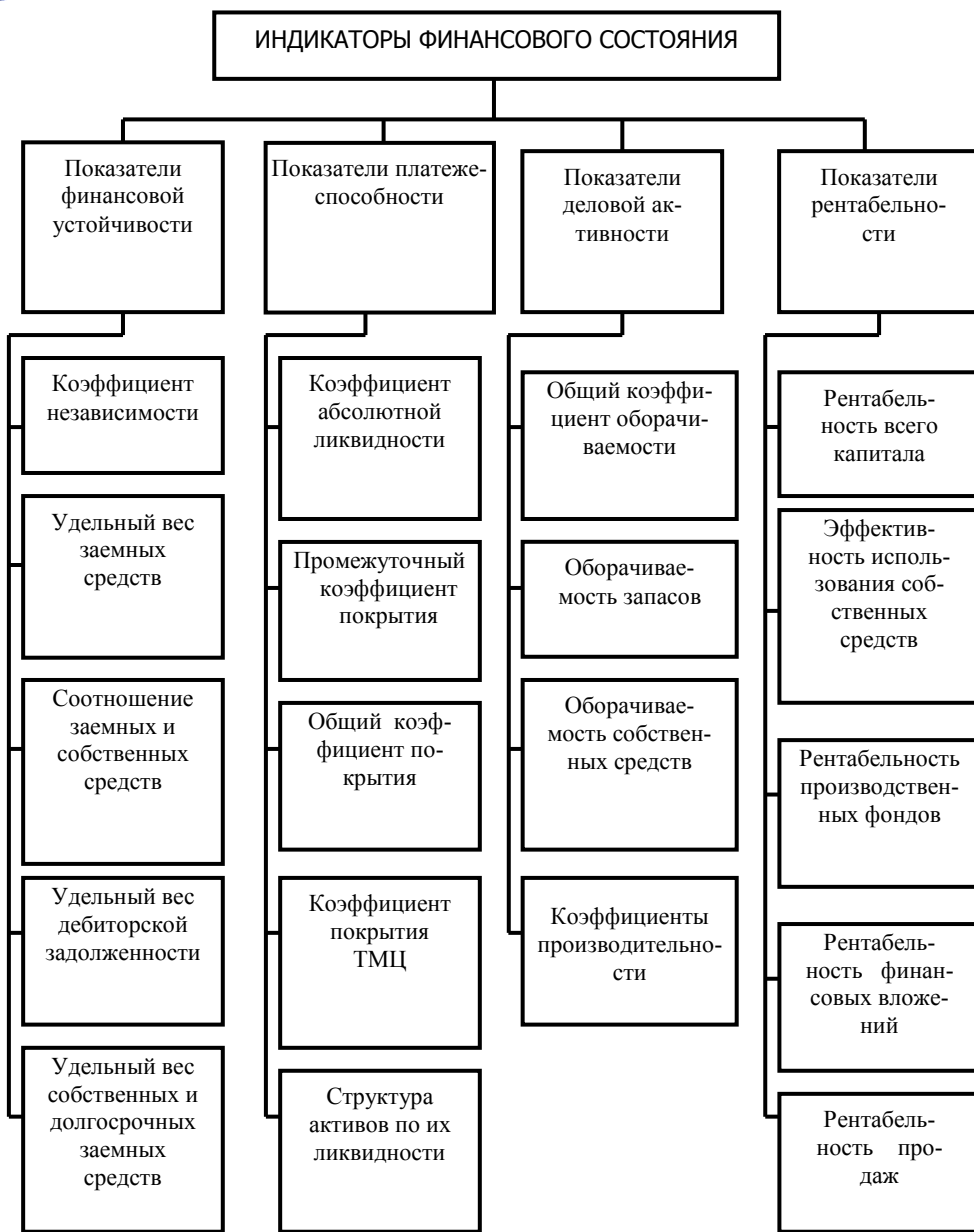 ИНДИКАТОРЫ ФИНАНСОВОГО СОСТОЯНИЯ
Показатели
финансовой
устойчивости
Показатели платеже-
способности
Показатели
деловой ак-
тивности
Показатели
рентабельно-
сти
Коэффициент
независимости
Удельный вес
заемных
средств
Соотношение
заемных и
собственных
средств
Удельный вес
дебиторской
задолженности
Удельный вес
собственных и
долгосрочных
заемных
средств
Коэффициент
абсолютной
ликвидности
Промежуточный
коэффициент
покрытия
Общий коэф-
фициент по-
крытия
Коэффициент
покрытия
ТМЦ
Структура
активов по их
ликвидности
Общий коэффи-
циент оборачи-
ваемости
Оборачивае-
мость запасов
Оборачивае-
мость собствен-
ных средств
Коэффициенты
производительно-
сти
Рентабель-
ность всего
капитала
Эффектив-
ность исполь-
зования соб-
ственных
средств
Рентабельность
производствен-
ных фондов
Рентабель-
ность финан-
совых вложе-
ний
Рентабель-
ность про-
даж